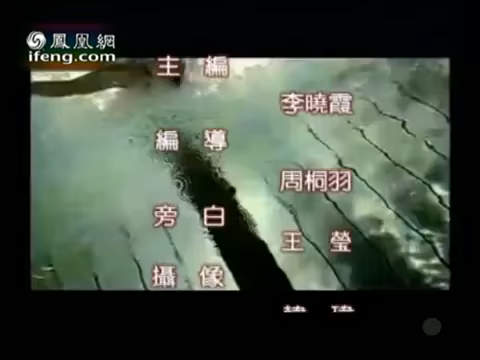 鳳凰網
ifeng.com
主 編
李曉霞
編 導
周桐羽
旁 白
王 瑩
攝 像